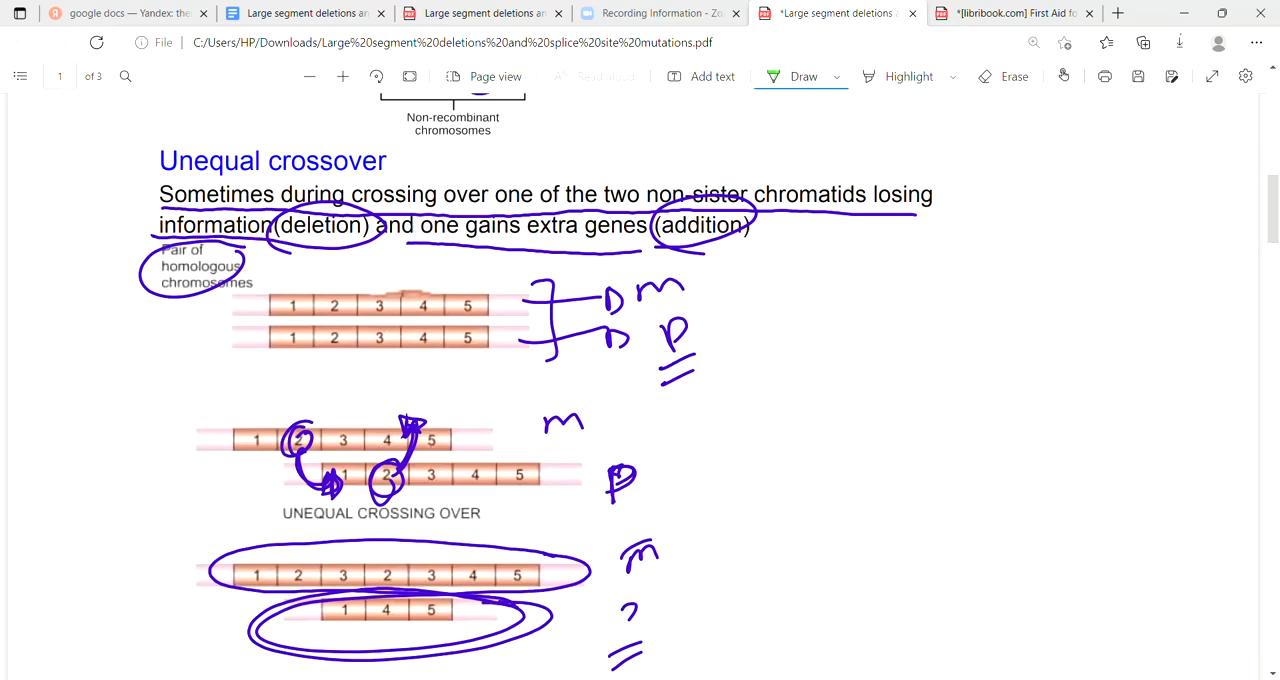 google docs — Yandex: the
Large segment deletions an
Large segment deletions an
Recording Information - Zo
*Large segment deletions a
*[libribook.com] First Aid fo
File
C:/Users/HP/Downloads/Large%20segment%20deletions%20and%20splice%20site%20mutations.pdf
1 of 3
Page view
Read aloud
Add text
Draw
Highlight
Erase
Non-recombinant
chromosomes
Unequal crossover
Sometimes during crossing over one of the two non-sister chromatids losing
information(deletion) and one gains extra genes (addition)
Pair of
homologous
chromosomes
1 2 3 4 5
D m
1 2 3 4 5
D P
1 2 3 4 5
m
1 2 3 4 5
P
UNEQUAL CROSSING OVER
m
1 2 3 2 3 4 5
1 4 5
?